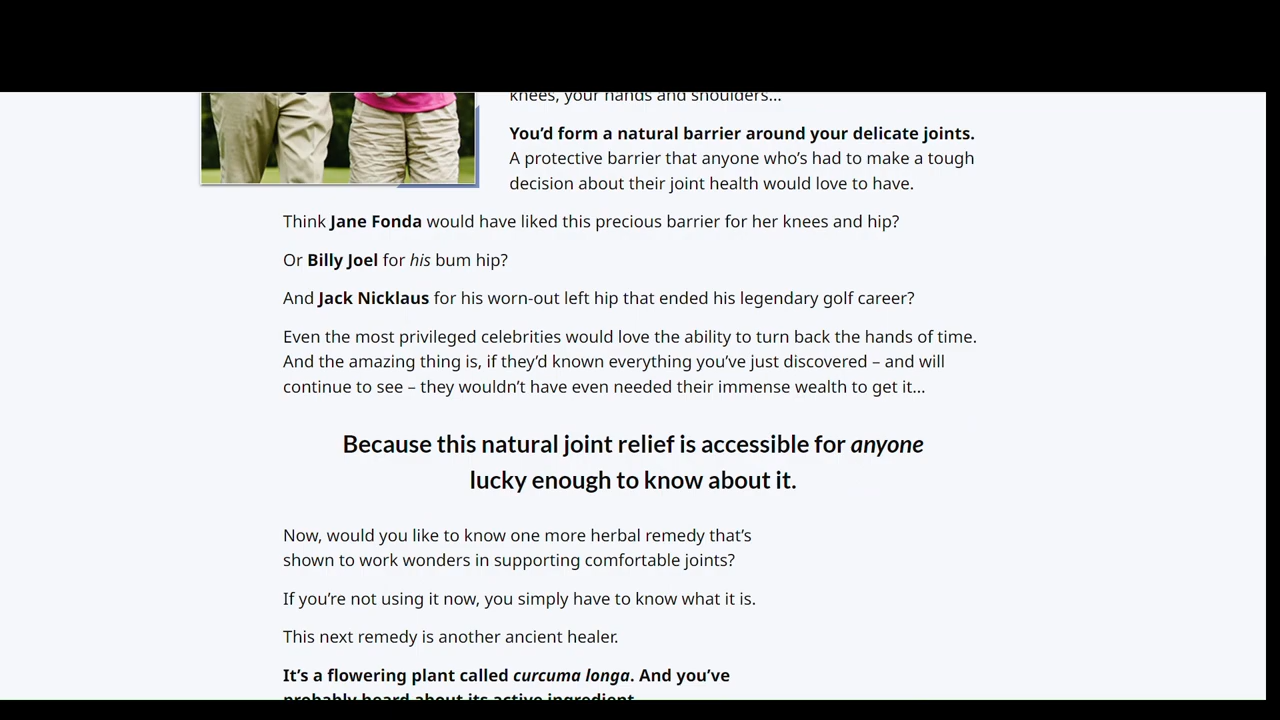 knees, your hands and shoulders...
You’d form a natural barrier around your delicate joints.
A protective barrier that anyone who’s had to make a tough
decision about their joint health would love to have.
Think Jane Fonda would have liked this precious barrier for her knees and hip?
Or Billy Joel for his bum hip?
And Jack Nicklaus for his worn-out left hip that ended his legendary golf career?
Even the most privileged celebrities would love the ability to turn back the hands of time.
And the amazing thing is, if they’d known everything you’ve just discovered – and will
continue to see – they wouldn’t have even needed their immense wealth to get it...
Because this natural joint relief is accessible for anyone
lucky enough to know about it.
Now, would you like to know one more herbal remedy that’s
shown to work wonders in supporting comfortable joints?
If you’re not using it now, you simply have to know what it is.
This next remedy is another ancient healer.
It’s a flowering plant called curcuma longa. And you’ve
probably heard about its active ingredient